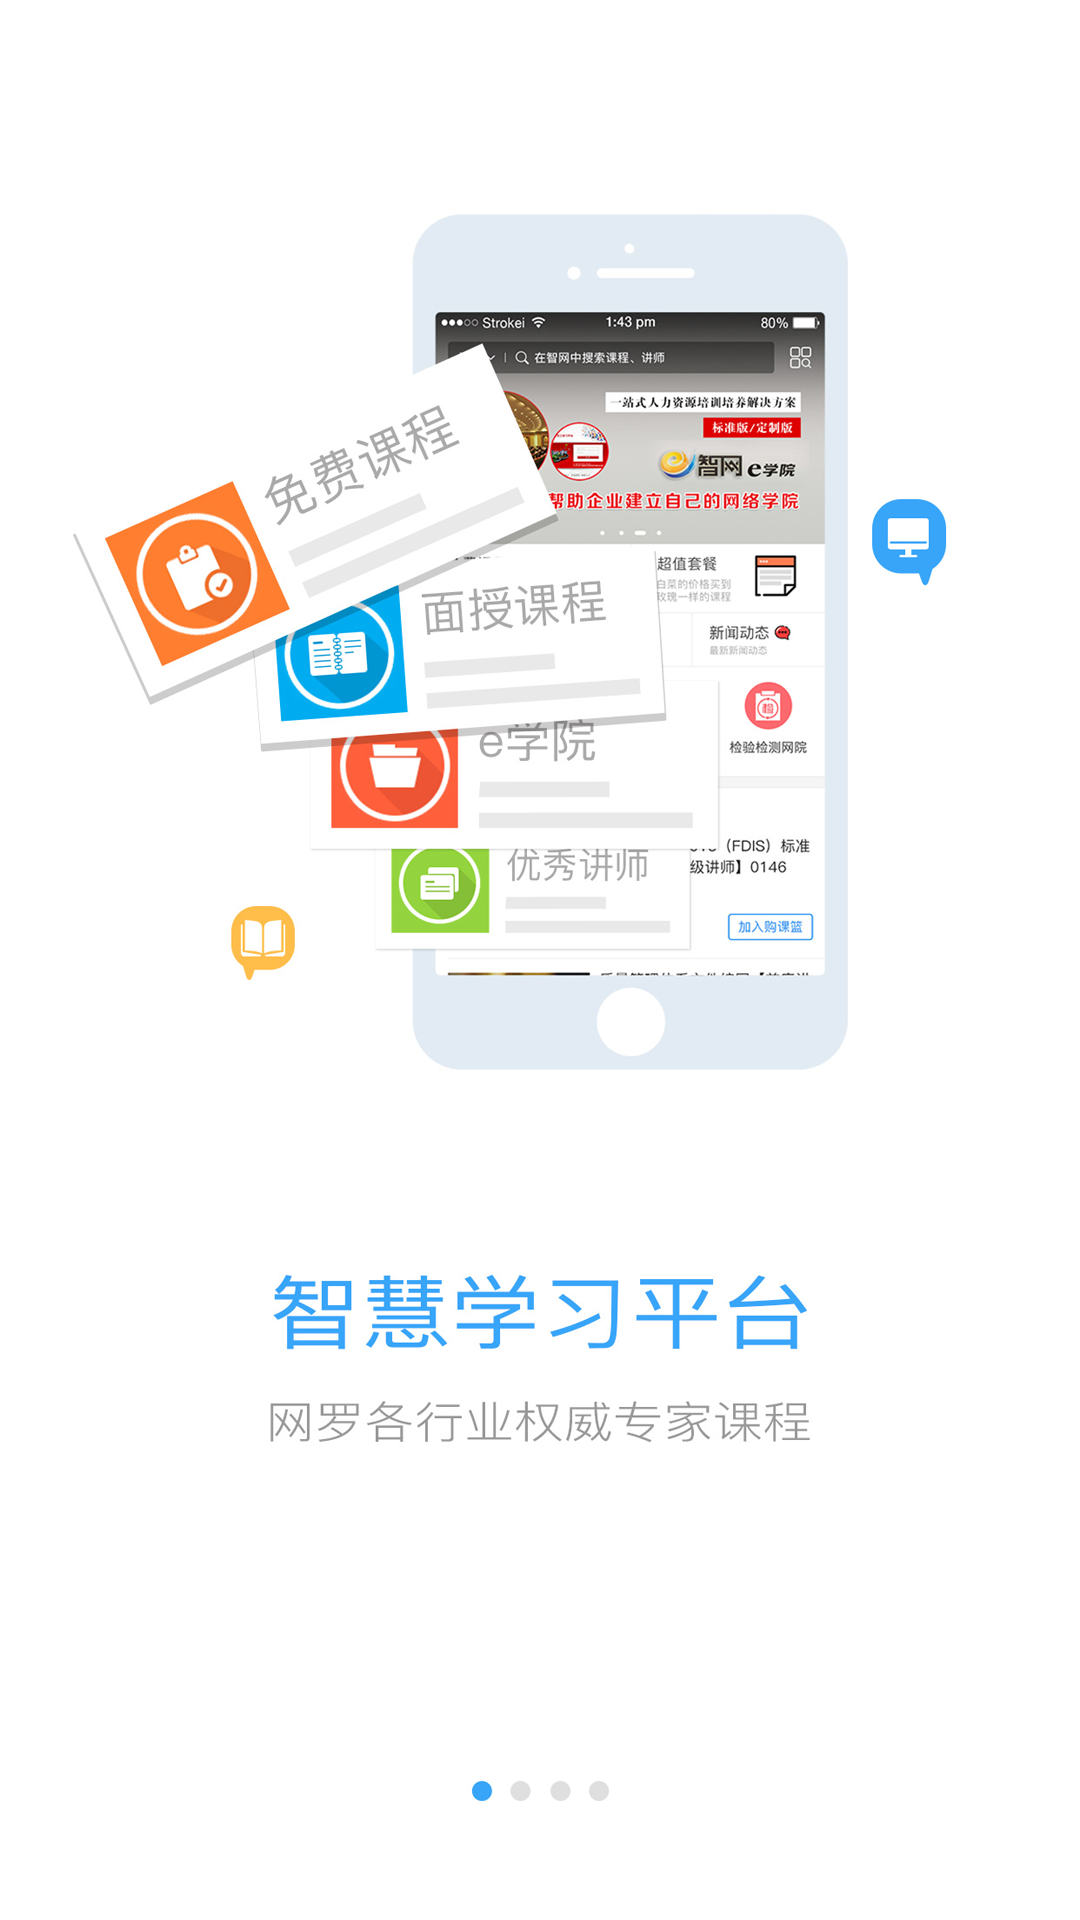 Strokei
1:43 pm
80%
在智网中搜索课程、讲师
一站式人力资源培训培养解决方案
标准版/定制版
智网e学院
帮助企业建立自己的网络学院
免费课程
超值套餐
白菜的价格买到
玫瑰一样的课程
面授课程
新闻动态
最新新闻动态
检
检验检测网院
e学院
(FDIS)标准
级讲师】0146
优秀讲师
加入购课篮
智慧学习平台
网罗各行业权威专家课程